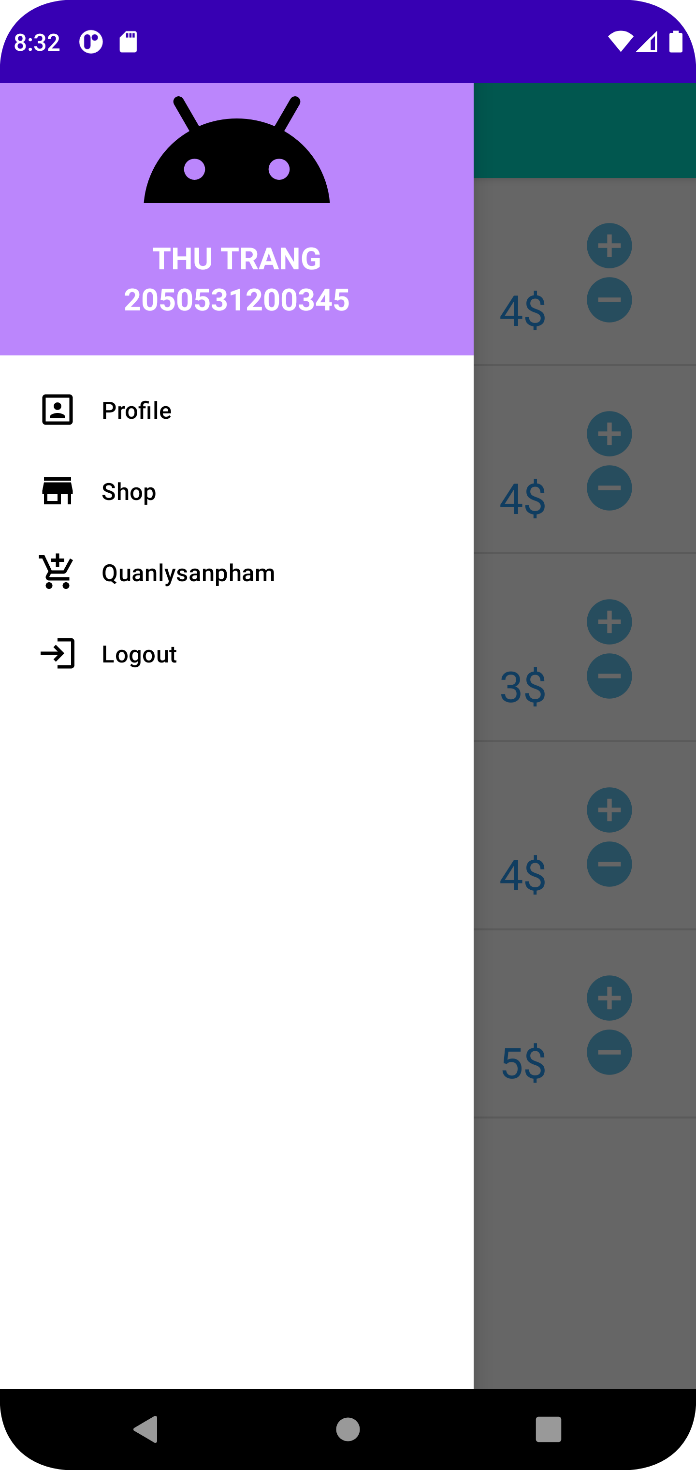 8:32
THU TRANG
2050531200345
Profile
Shop
Quanlysanpham
Logout
4$
4$
3$
4$
5$